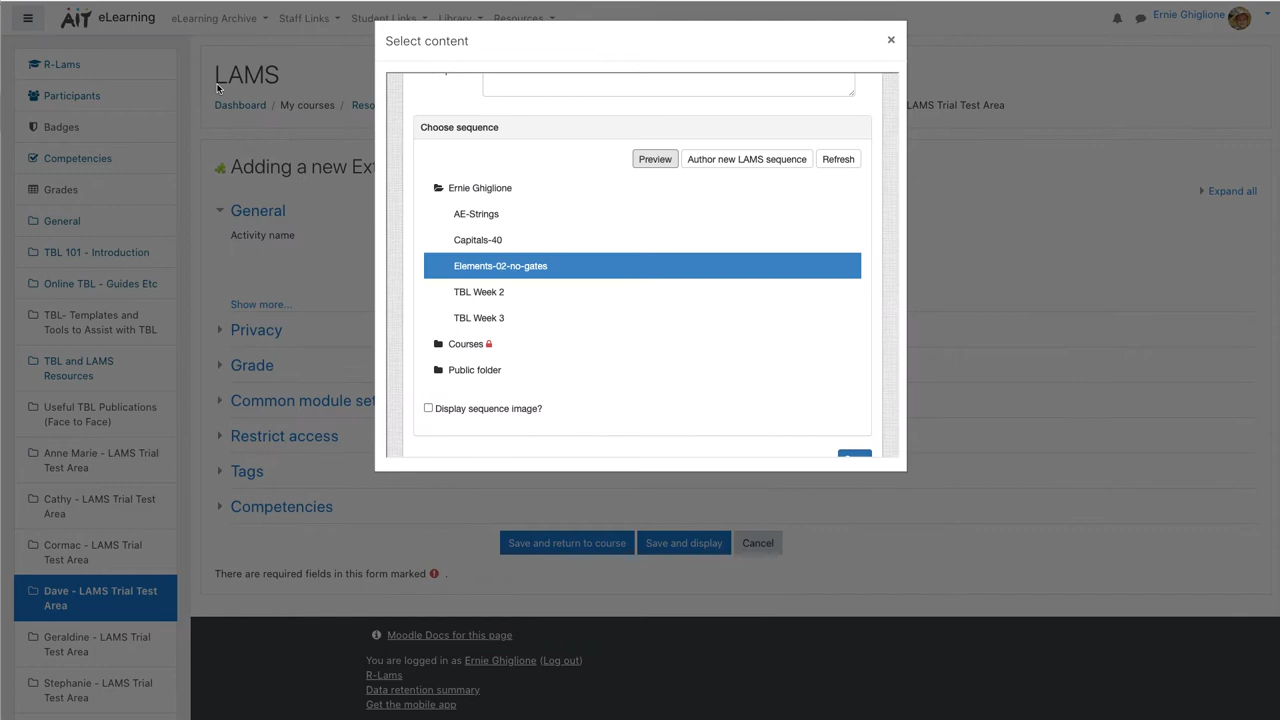 AIT eLearning
eLearning Archive
Staff Links
Student Links
Library
Resources
Ernie Ghiglione
R-Lams
Participants
Badges
Competencies
Grades
General
TBL 101 - Introduction
Online TBL - Guides Etc
TBL- Templates and
Tools to Assist with TBL
TBL and LAMS
Resources
Useful TBL Publications
(Face to Face)
Anne Marie - LAMS Trial
Test Area
Cathy - LAMS Trial Test
Area
Cormac - LAMS Trial
Test Area
Dave - LAMS Trial Test
Area
Geraldine - LAMS Trial
Test Area
Stephanie - LAMS Trial
Test Area
LAMS
Dashboard / My courses / Reso
LAMS Trial Test Area
Adding a new Ext
Expand all
General
Activity name
Show more...
Privacy
Grade
Common module set
Restrict access
Tags
Competencies
Save and return to course
Save and display
Cancel
There are required fields in this form marked .
Select content
×
Choose sequence
Preview
Author new LAMS sequence
Refresh
Ernie Ghiglione
AE-Strings
Capitals-40
Elements-02-no-gates
TBL Week 2
TBL Week 3
Courses
Public folder
Display sequence image?
Moodle Docs for this page
You are logged in as Ernie Ghiglione (Log out)
R-Lams
Data retention summary
Get the mobile app